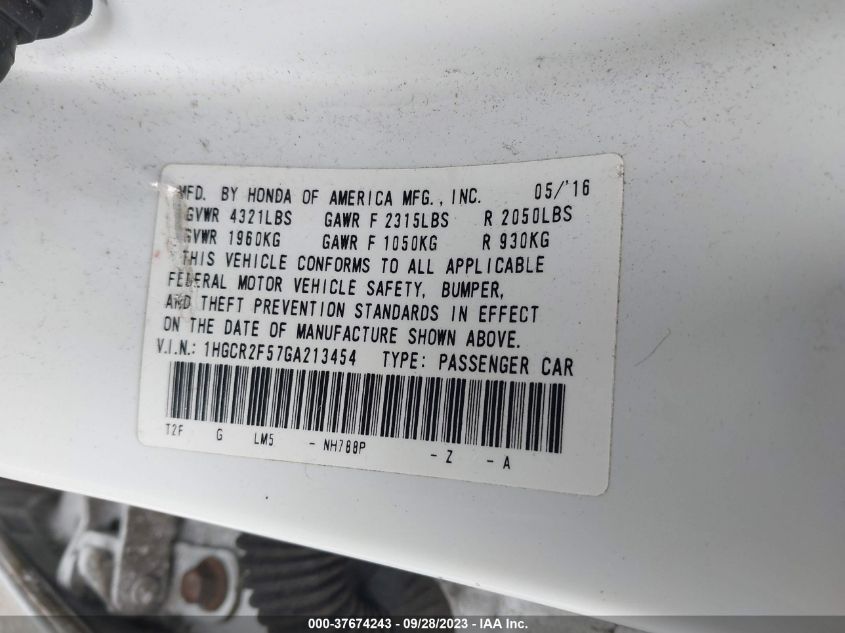 MFD. BY HONDA OF AMERICA MFG., INC. 05/'16
GVWR 4321LBS GAWR F 2315LBS R 2050LBS
GVWR 1960KG GAWR F 1050KG R 930KG
THIS VEHICLE CONFORMS TO ALL APPLICABLE
FEDERAL MOTOR VEHICLE SAFETY, BUMPER,
AND THEFT PREVENTION STANDARDS IN EFFECT
ON THE DATE OF MANUFACTURE SHOWN ABOVE.
V.I.N.: 1HGCR2F57GA213454 TYPE: PASSENGER CAR
T2F G LM5 - NH788P - Z - A
000-37674243 - 09/28/2023 - IAA Inc.